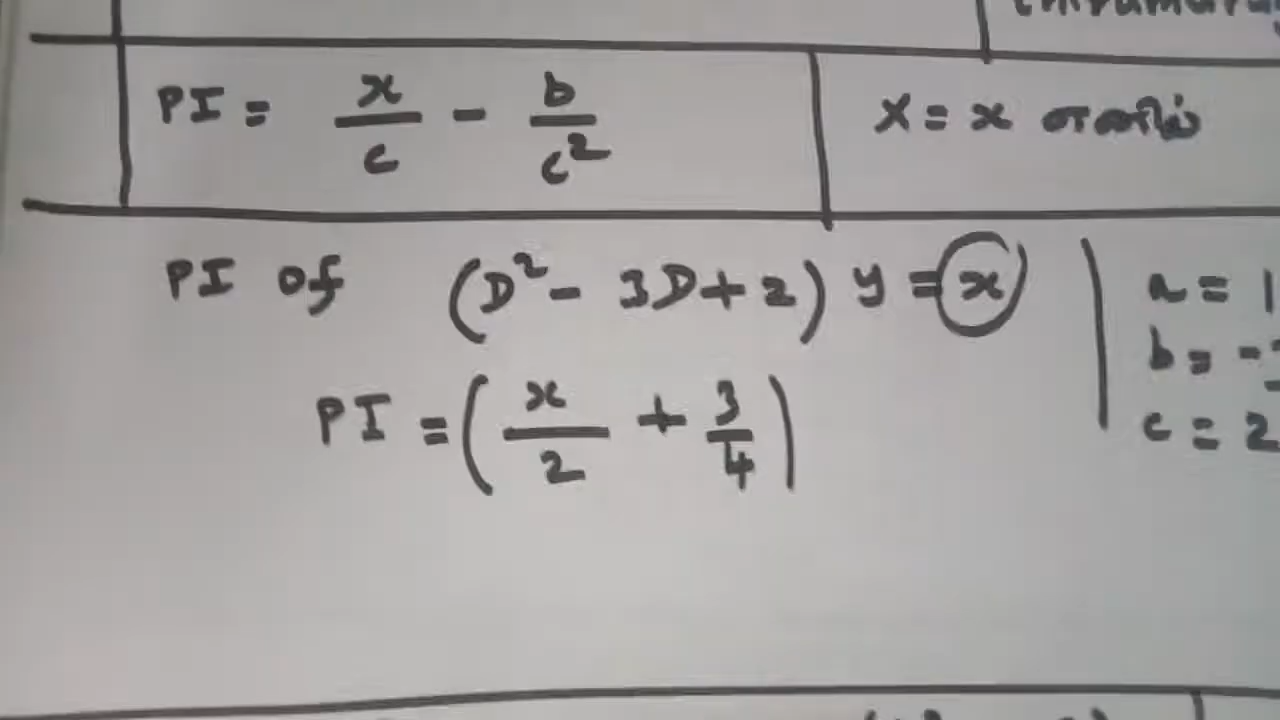 PI = x/c - b/c²
X = x எனில்
PI of (D² - 3D + 2) y = x
a = 1
b = -
c = 2
PI = (x/2 + 3/4)